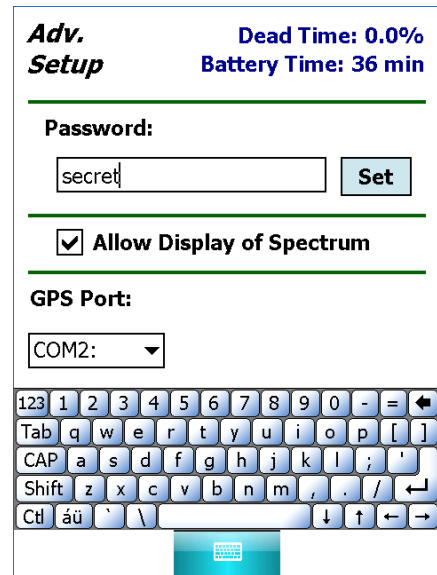 Adv. Dead Time: 0.0%
Setup Battery Time: 36 min
Password:
secret Set
Allow Display of Spectrum
GPS Port:
COM2:
123 1 2 3 4 5 6 7 8 9 0 - =
Tab q w e r t y u i o p [ ]
CAP a s d f g h j k l ; '
Shift z x c v b n m , . /
Ctl áü ` \ ↓ ↑ ← →